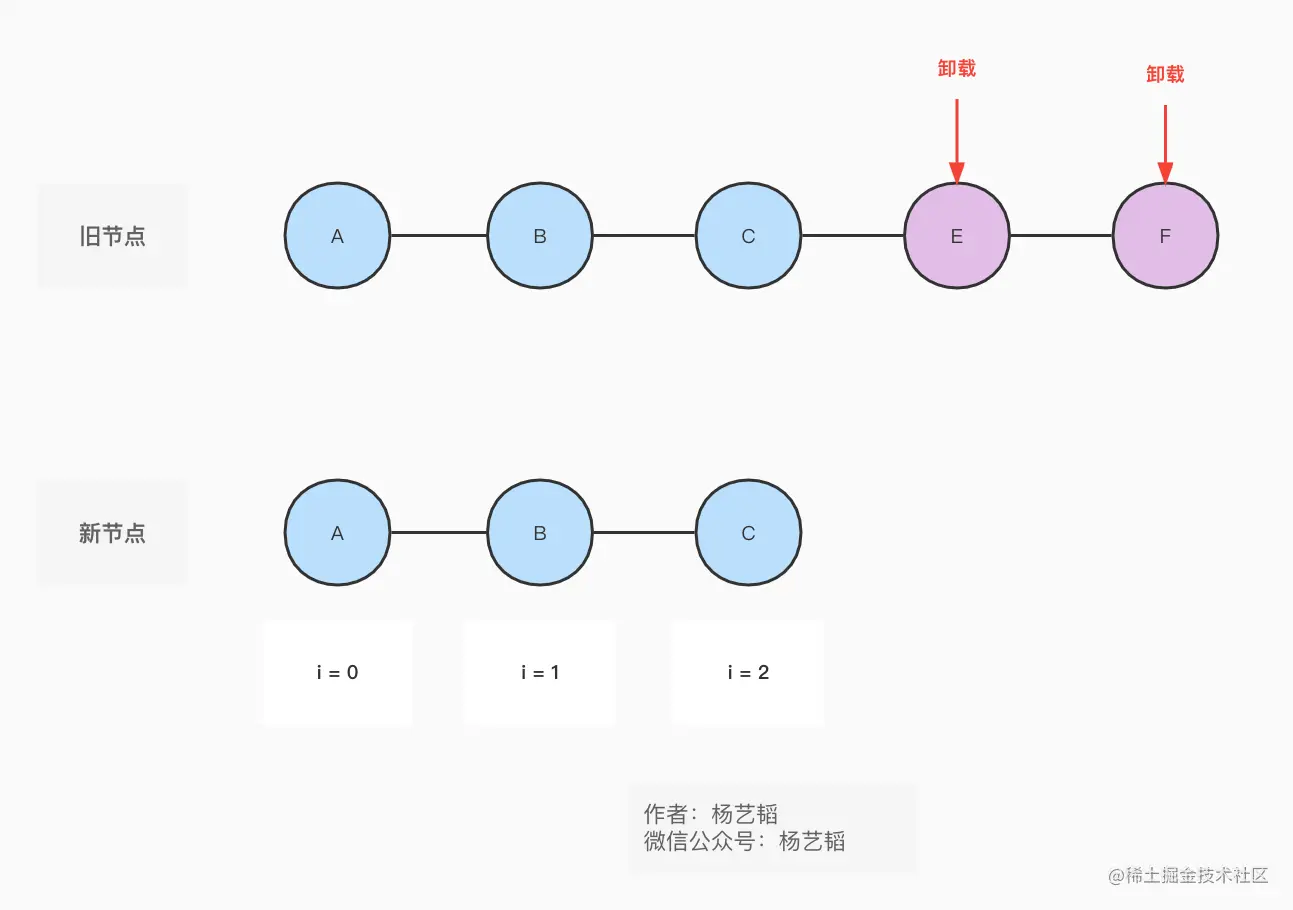 卸载
卸载
旧节点
A
B
C
E
F
新节点
A
B
C
i = 0
i = 1
i = 2
作者：杨艺韬
微信公众号：杨艺韬
@稀土掘金技术社区